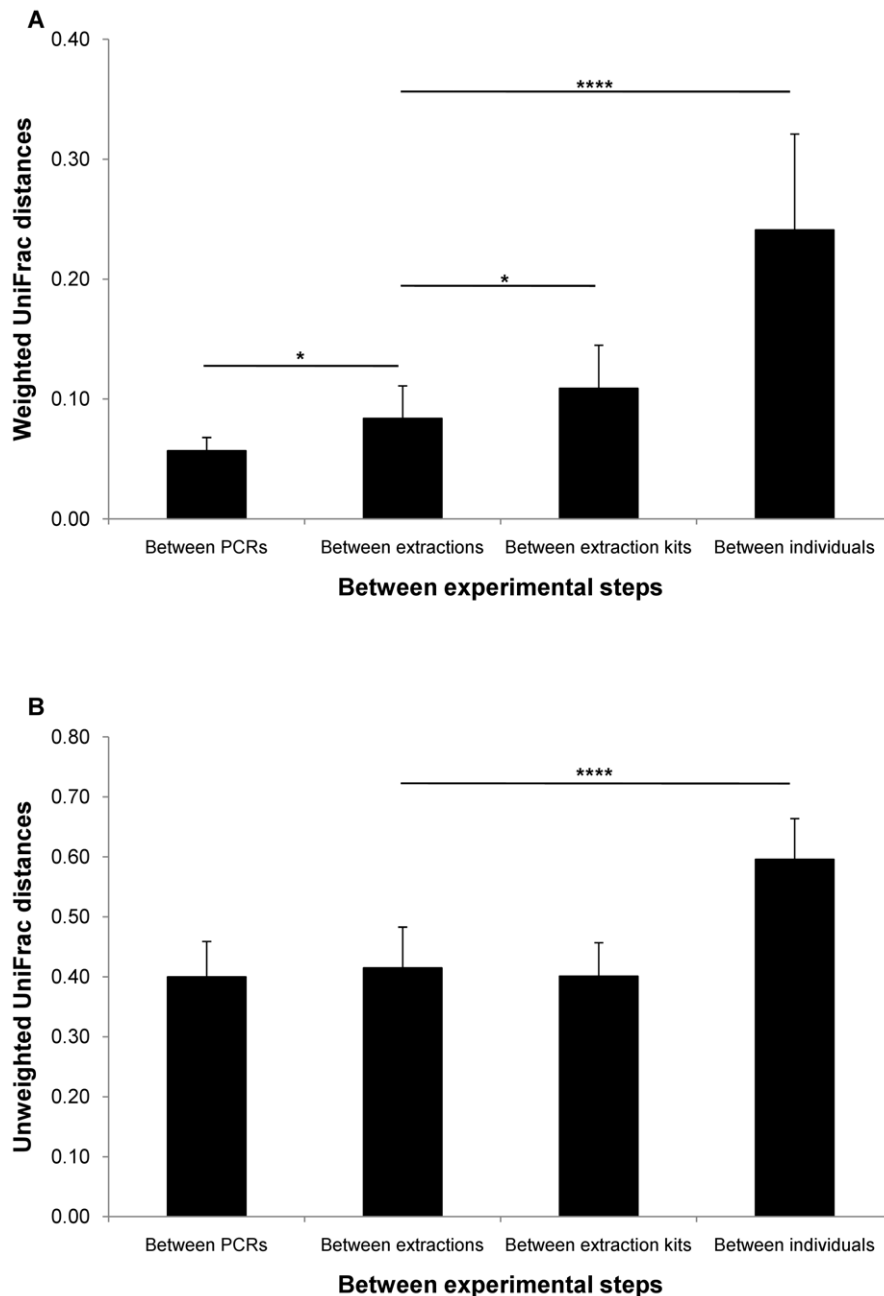 A
0.40
****
0.30
0.20
*
*
0.10
0.00
Weighted UniFrac distances
Between PCRs Between extractions Between extraction kits Between individuals
Between experimental steps
B
0.80
****
0.70
0.60
0.50
0.40
0.30
0.20
0.10
0.00
Unweighted UniFrac distances
Between PCRs Between extractions Between extraction kits Between individuals
Between experimental steps